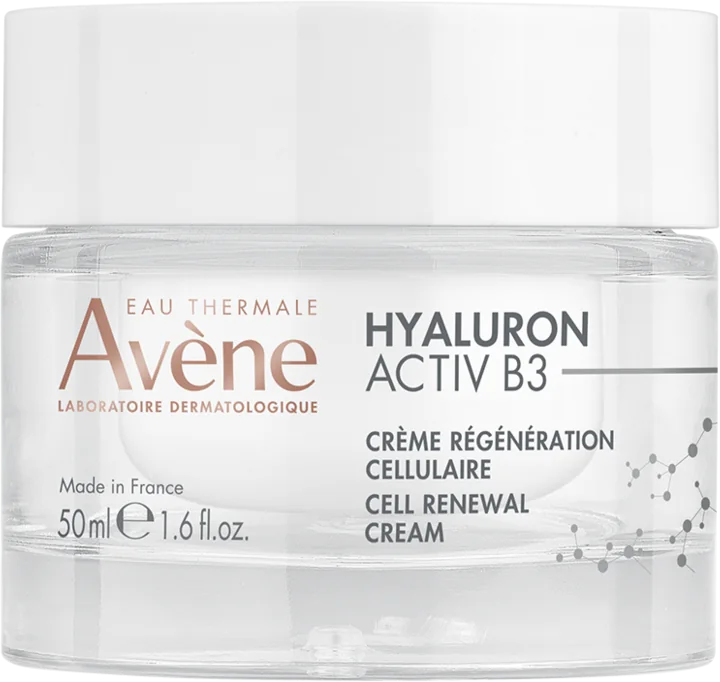 EAU THERMALE
Avène
LABORATOIRE DERMATOLOGIQUE
Made in France
50ml e 1.6 fl.oz.
HYALURON
ACTIV B3
CRÈME RÉGÉNÉRATION
CELLULAIRE
CELL RENEWAL
CREAM